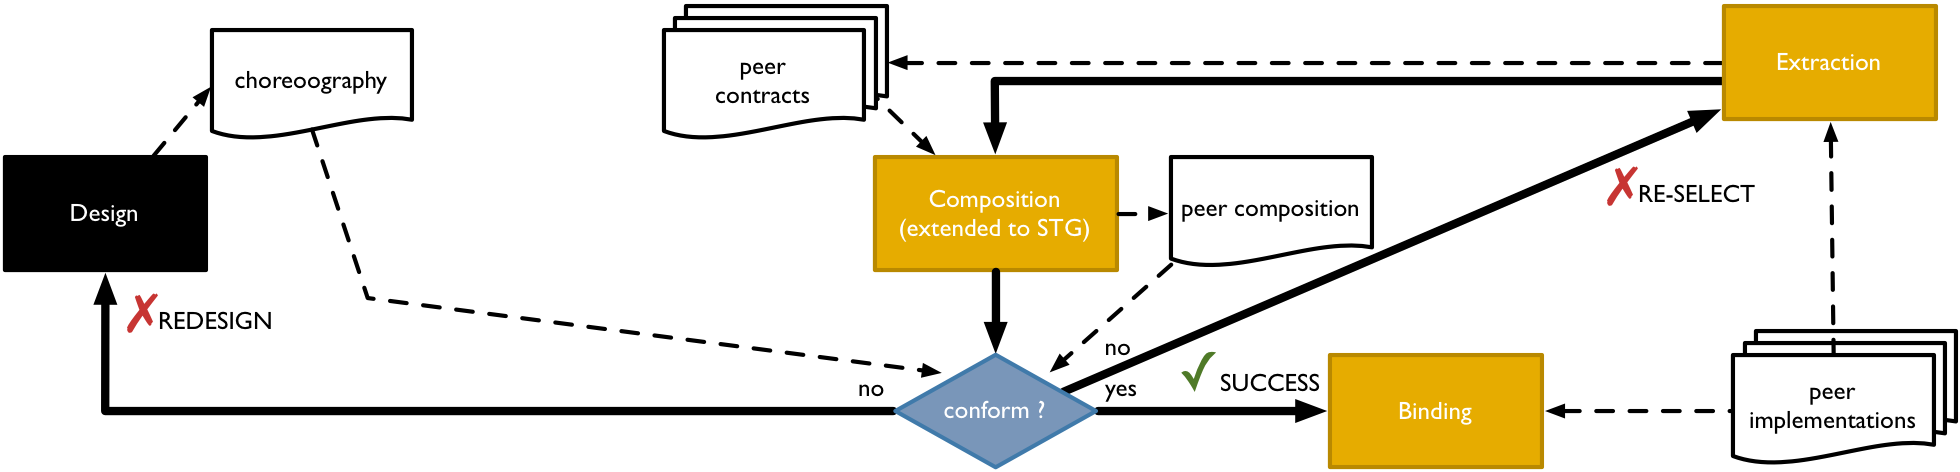 choreoography
peer
contracts
Extraction
Design
Composition
(extended to STG)
peer composition
✗RE-SELECT
✗REDESIGN
no
no
yes
✓ SUCCESS
conform ?
Binding
peer
implementations